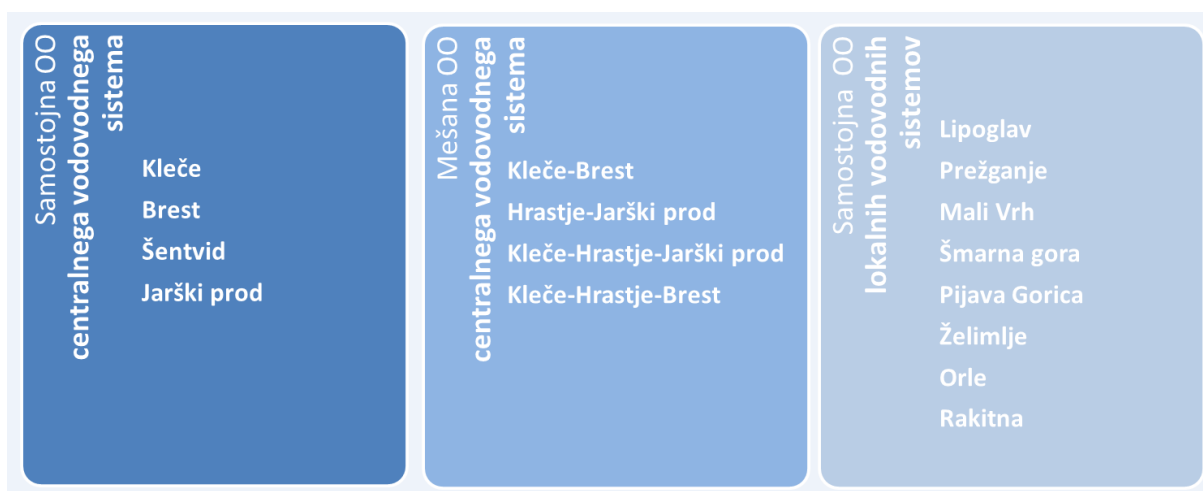 Samostojna OO
centralnega vodovodnega
sistema
Kleče
Brest
Šentvid
Jarški prod
Mešana OO
centralnega vodovodnega
sistema
Kleče-Brest
Hrastje-Jarški prod
Kleče-Hrastje-Jarški prod
Kleče-Hrastje-Brest
Samostojna OO
lokalnih vodovodnih
sistemov
Lipoglav
Prežganje
Mali Vrh
Šmarna gora
Pijava Gorica
Želimlje
Orle
Rakitna